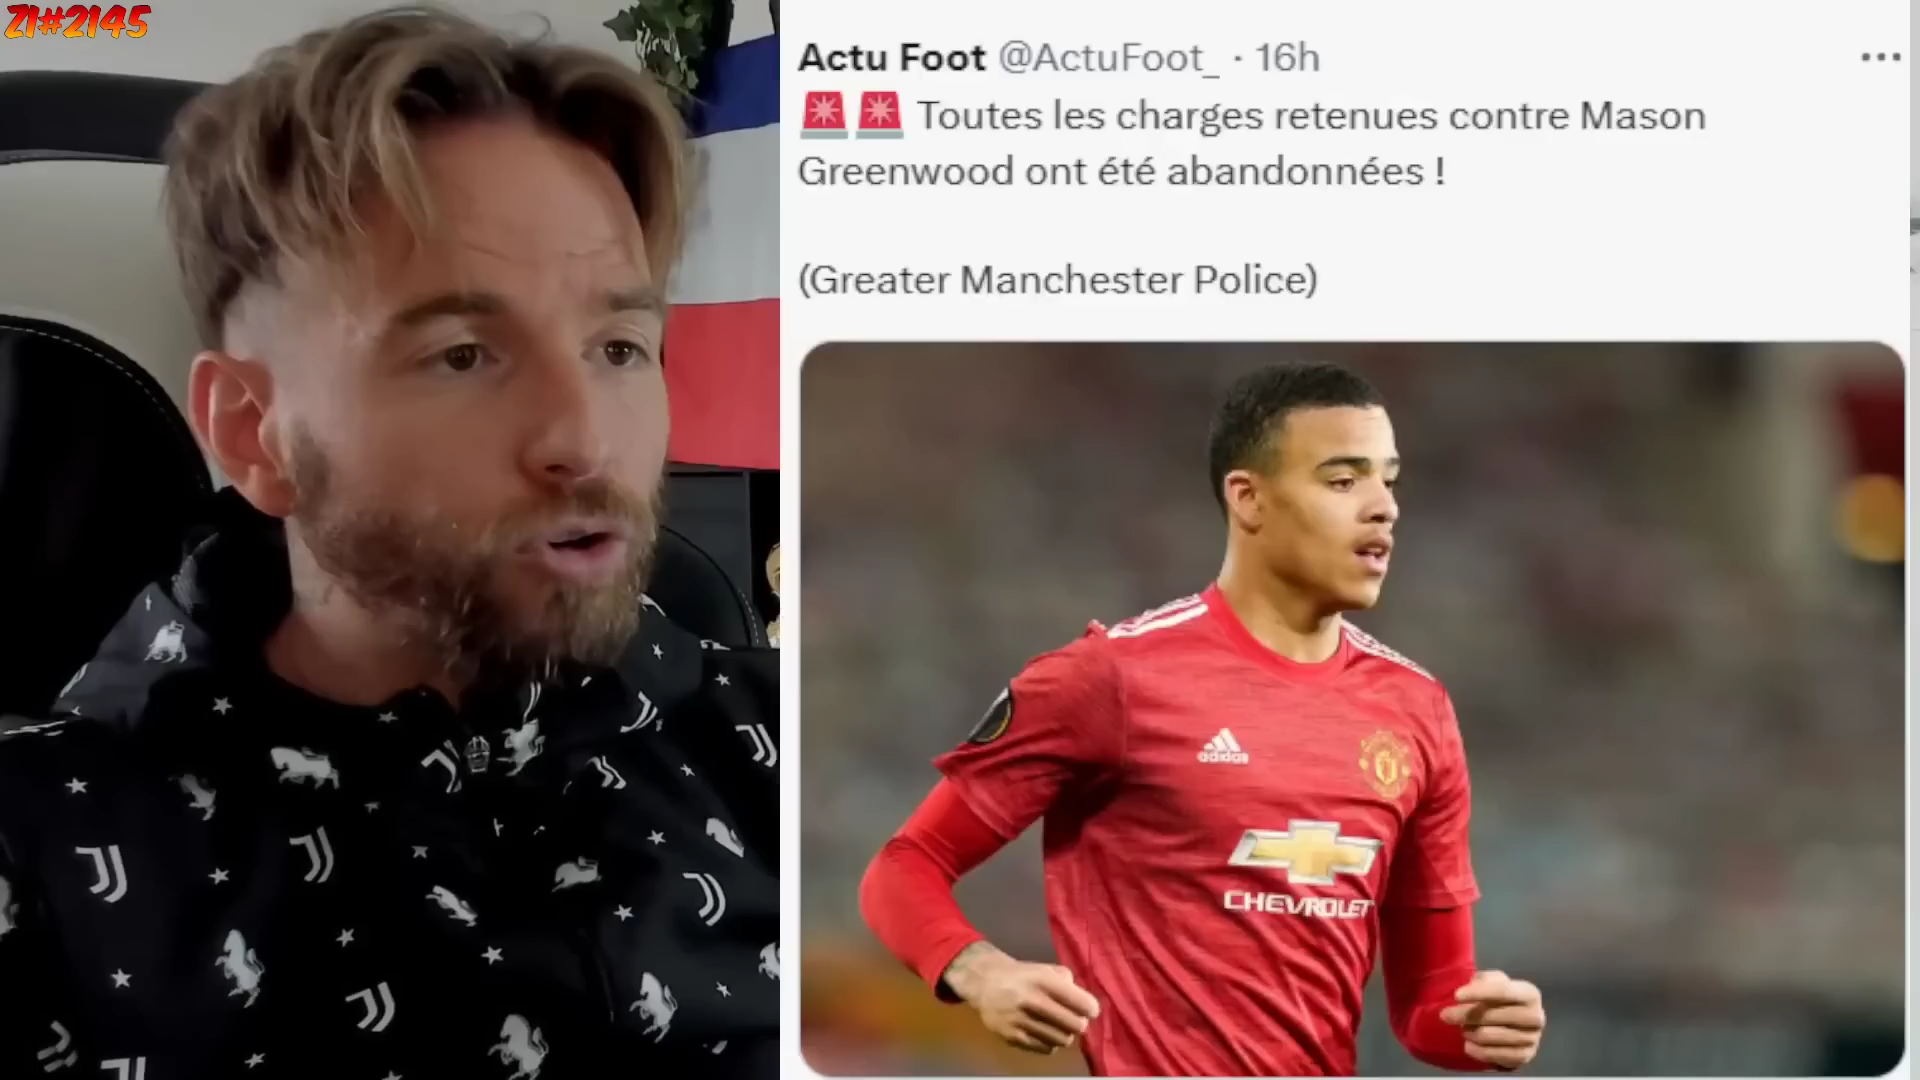 Z1#2145
Actu Foot @ActuFoot_ · 16h
🚨🚨 Toutes les charges retenues contre Mason
Greenwood ont été abandonnées !
(Greater Manchester Police)
adidas
CHEVROLET